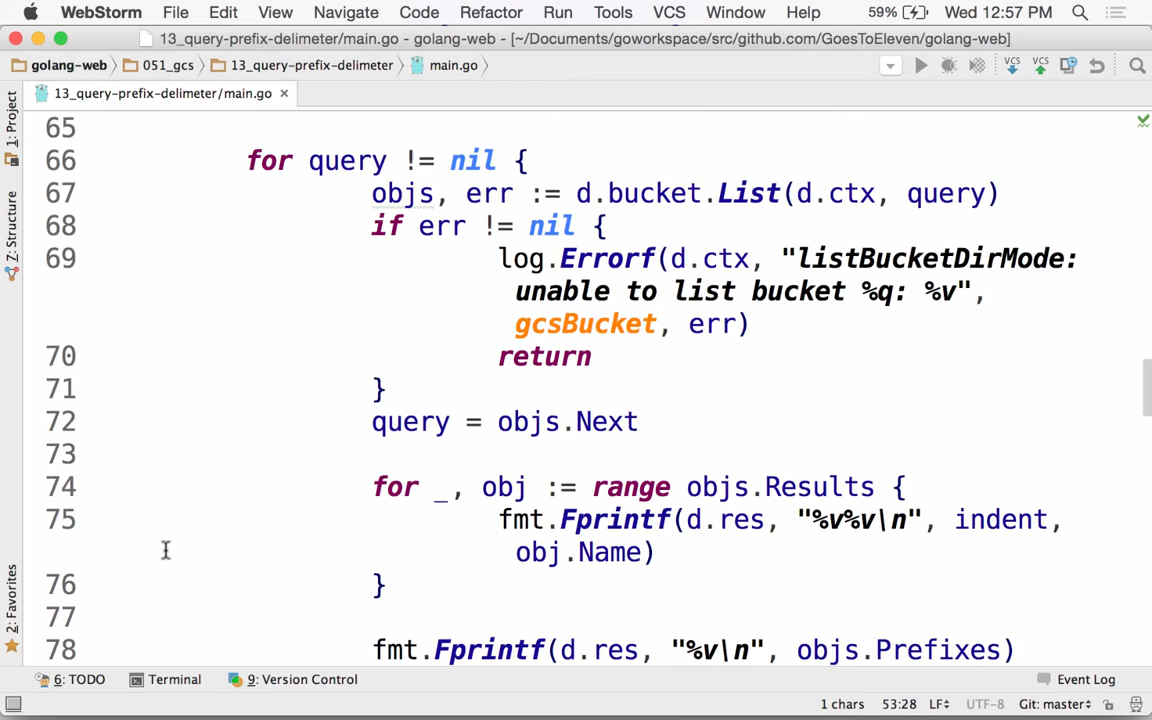 WebStorm File Edit View Navigate Code Refactor Run Tools VCS Window Help 59% Wed 12:57 PM
13_query-prefix-delimeter/main.go - golang-web - [~/Documents/goworkspace/src/github.com/GoesToEleven/golang-web]
golang-web 051_gcs 13_query-prefix-delimeter main.go VCS VCS
13_query-prefix-delimeter/main.go
1: Project
Z: Structure
2: Favorites
65
66 for query != nil {
67 objs, err := d.bucket.List(d.ctx, query)
68 if err != nil {
69 log.Errorf(d.ctx, "listBucketDirMode:
unable to list bucket %q: %v",
gcsBucket, err)
70 return
71 }
72 query = objs.Next
73
74 for _, obj := range objs.Results {
75 fmt.Fprintf(d.res, "%v%v\n", indent,
obj.Name)
76 }
77
78 fmt.Fprintf(d.res, "%v\n", objs.Prefixes)
6: TODO Terminal 9: Version Control Event Log
1 chars 53:28 LF UTF-8 Git: master